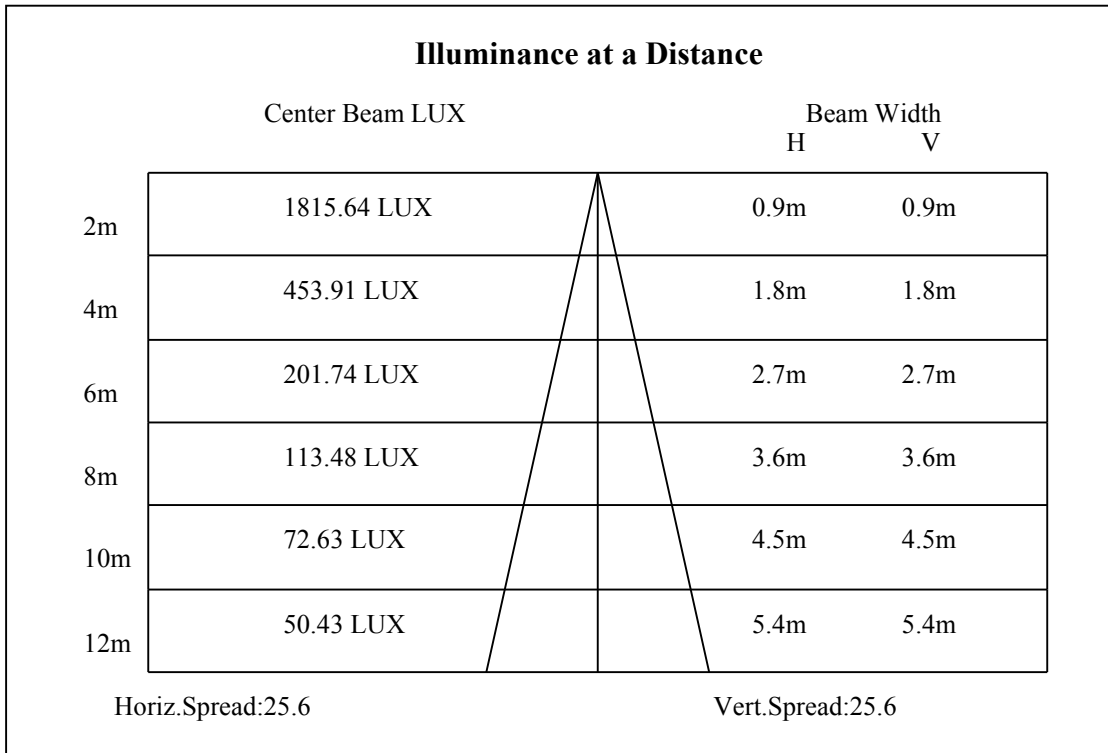 Illuminance at a Distance
Center Beam LUX Beam Width
H V
2m 1815.64 LUX 0.9m 0.9m
4m 453.91 LUX 1.8m 1.8m
6m 201.74 LUX 2.7m 2.7m
8m 113.48 LUX 3.6m 3.6m
10m 72.63 LUX 4.5m 4.5m
12m 50.43 LUX 5.4m 5.4m
Horiz.Spread:25.6 Vert.Spread:25.6